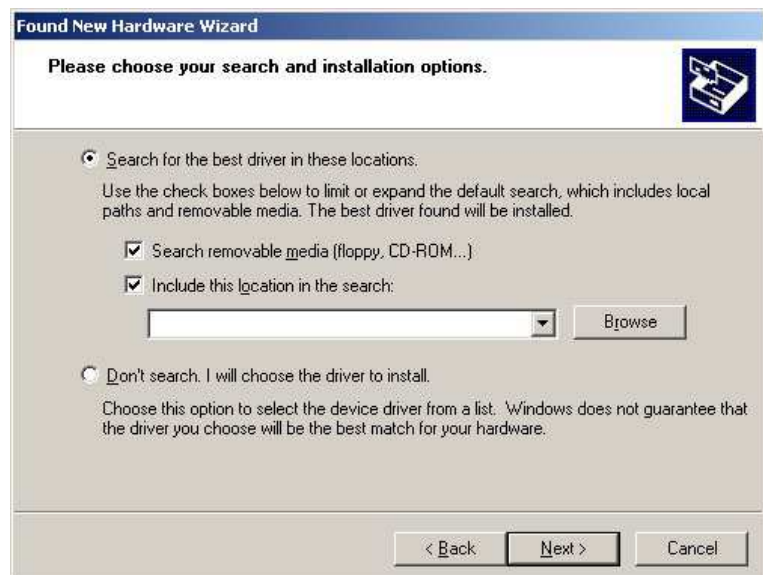 Found New Hardware Wizard
Please choose your search and installation options.
Search for the best driver in these locations.
Use the check boxes below to limit or expand the default search, which includes local
paths and removable media. The best driver found will be installed.
Search removable media (floppy, CD-ROM...)
Include this location in the search:
Browse
Don't search. I will choose the driver to install.
Choose this option to select the device driver from a list. Windows does not guarantee that
the driver you choose will be the best match for your hardware.
< Back
Next >
Cancel